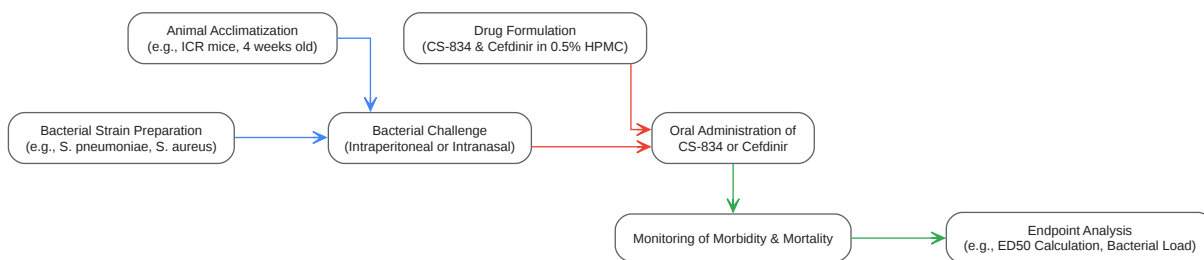 Animal Acclimatization
(e.g., ICR mice, 4 weeks old)
Drug Formulation
(CS-834 & Cefdinir in 0.5% HPMC)
Bacterial Strain Preparation
(e.g., S. pneumoniae, S. aureus)
Bacterial Challenge
(Intraperitoneal or Intranasal)
Oral Administration of
CS-834 or Cefdinir
Monitoring of Morbidity & Mortality
Endpoint Analysis
(e.g., ED50 Calculation, Bacterial Load)